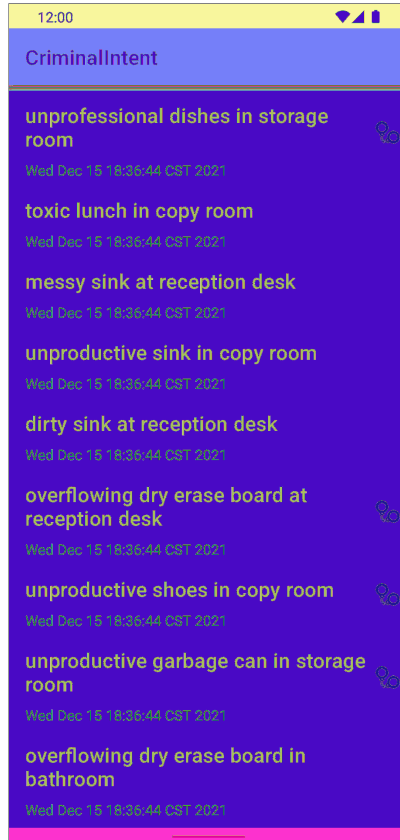 12:00
CriminalIntent
unprofessional dishes in storage
room
Wed Dec 15 18:36:44 CST 2021
toxic lunch in copy room
Wed Dec 15 18:36:44 CST 2021
messy sink at reception desk
Wed Dec 15 18:36:44 CST 2021
unproductive sink in copy room
Wed Dec 15 18:36:44 CST 2021
dirty sink at reception desk
Wed Dec 15 18:36:44 CST 2021
overflowing dry erase board at
reception desk
Wed Dec 15 18:36:44 CST 2021
unproductive shoes in copy room
Wed Dec 15 18:36:44 CST 2021
unproductive garbage can in storage
room
Wed Dec 15 18:36:44 CST 2021
overflowing dry erase board in
bathroom
Wed Dec 15 18:36:44 CST 2021